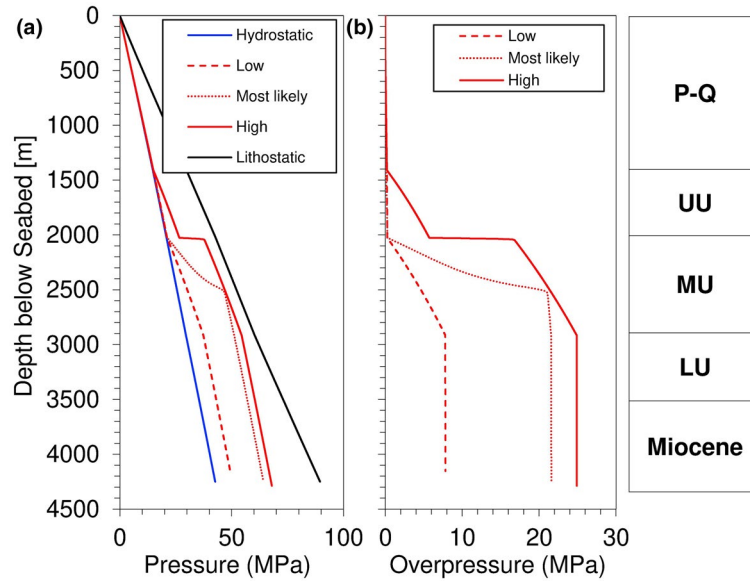 (a)
Hydrostatic
Low
Most likely
High
Lithostatic
(b)
Low
Most likely
High
0
500
1000
1500
2000
2500
3000
3500
4000
4500
Depth below Seabed [m]
0
50
100
Pressure (MPa)
0
10
20
30
Overpressure (MPa)
P-Q
UU
MU
LU
Miocene